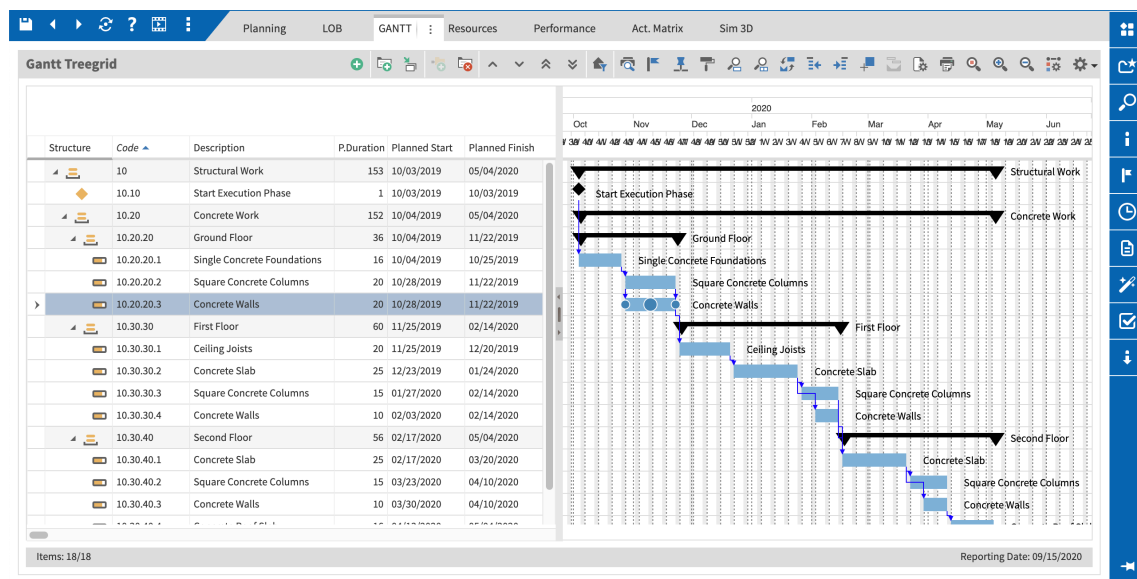 Planning LOB GANTT Resources Performance Act. Matrix Sim 3D
Gantt Treegrid
2020
Oct Nov Dec Jan Feb Mar Apr May Jun
Structure Code Description P.Duration Planned Start Planned Finish
10 Structural Work 153 10/03/2019 05/04/2020 Structural Work
10.10 Start Execution Phase 1 10/03/2019 10/03/2019 Start Execution Phase
10.20 Concrete Work 152 10/04/2019 05/04/2020 Concrete Work
10.20.20 Ground Floor 36 10/04/2019 11/22/2019 Ground Floor
10.20.20.1 Single Concrete Foundations 16 10/04/2019 10/25/2019 Single Concrete Foundations
10.20.20.2 Square Concrete Columns 20 10/28/2019 11/22/2019 Square Concrete Columns
10.20.20.3 Concrete Walls 20 10/28/2019 11/22/2019 Concrete Walls
10.30.30 First Floor 60 11/25/2019 02/14/2020 First Floor
10.30.30.1 Ceiling Joists 20 11/25/2019 12/20/2019 Ceiling Joists
10.30.30.2 Concrete Slab 25 12/23/2019 01/24/2020 Concrete Slab
10.30.30.3 Square Concrete Columns 15 01/27/2020 02/14/2020 Square Concrete Columns
10.30.30.4 Concrete Walls 10 02/03/2020 02/14/2020 Concrete Walls
10.30.40 Second Floor 56 02/17/2020 05/04/2020 Second Floor
10.30.40.1 Concrete Slab 25 02/17/2020 03/20/2020 Concrete Slab
10.30.40.2 Square Concrete Columns 15 03/23/2020 04/10/2020 Square Concrete Columns
10.30.40.3 Concrete Walls 10 03/30/2020 04/10/2020 Concrete Walls
Items: 18/18 Reporting Date: 09/15/2020